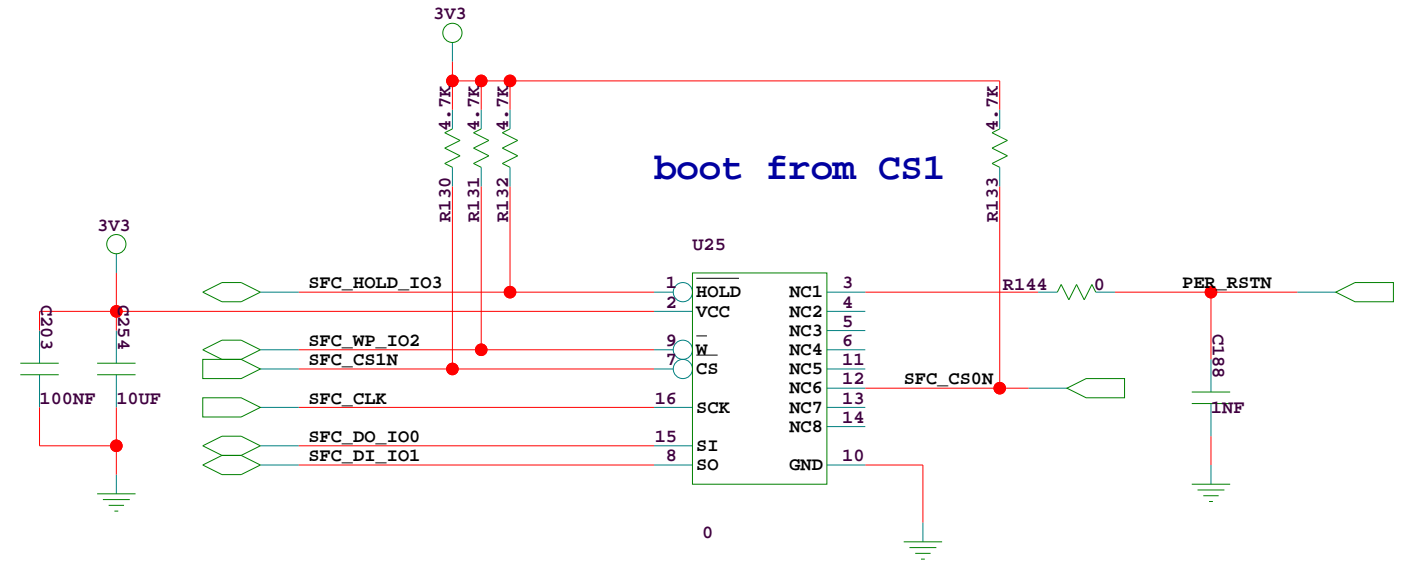 3V3
4.7K
4.7K
4.7K
4.7K
boot from CS1
R130
R131
R132
R133
3V3
U25
SFC_HOLD_IO3
1
HOLD
NC1
3
R144
0
PER_RSTN
2
VCC
NC2
4
C203
C254
NC3
5
SFC_WP_IO2
9
W
NC4
6
C188
SFC_CS1N
7
CS
NC5
11
NC6
12
SFC_CS0N
100NF
10UF
SFC_CLK
16
SCK
NC7
13
1NF
NC8
14
SFC_DO_IO0
15
SI
SFC_DI_IO1
8
SO
GND
10
0